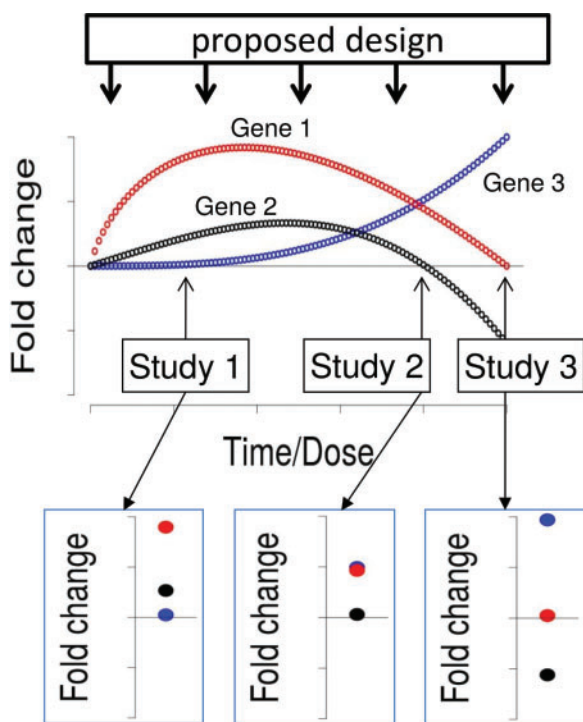 proposed design
Gene 1
Gene 2
Gene 3
Fold change
Study 1
Study 2
Study 3
Time/Dose
Fold change
Fold change
Fold change